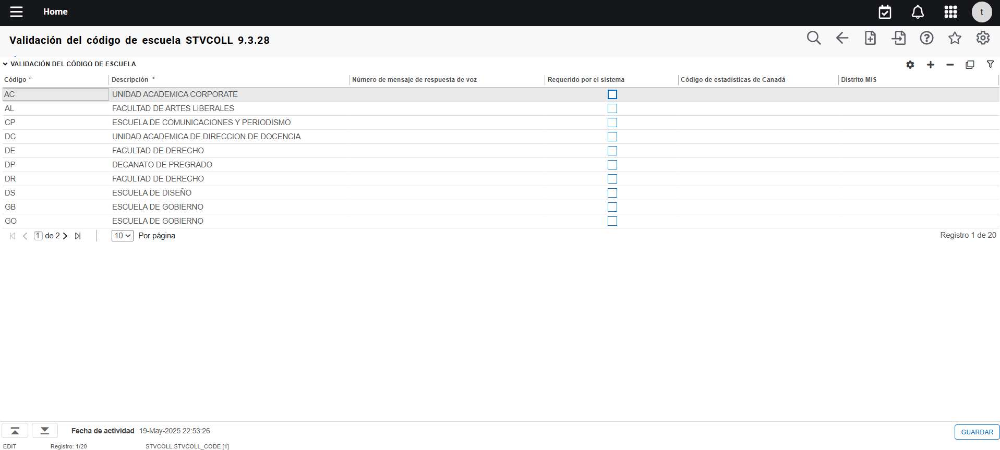 Home
t
Validación del código de escuela STVCOLL 9.3.28
VALIDACIÓN DEL CÓDIGO DE ESCUELA
Código * Descripción * Número de mensaje de respuesta de voz Requerido por el sistema Código de estadísticas de Canadá Distrito MIS
AC UNIDAD ACADEMICA CORPORATE
AL FACULTAD DE ARTES LIBERALES
CP ESCUELA DE COMUNICACIONES Y PERIODISMO
DC UNIDAD ACADEMICA DE DIRECCION DE DOCENCIA
DE FACULTAD DE DERECHO
DP DECANATO DE PREGRADO
DR FACULTAD DE DERECHO
DS ESCUELA DE DISEÑO
GB ESCUELA DE GOBIERNO
GO ESCUELA DE GOBIERNO
1 de 2 10 Por página Registro 1 de 20
Fecha de actividad 19-May-2025 22:53:26
GUARDAR
EDIT Registro: 1/20 STVCOLL.STVCOLL_CODE [1]